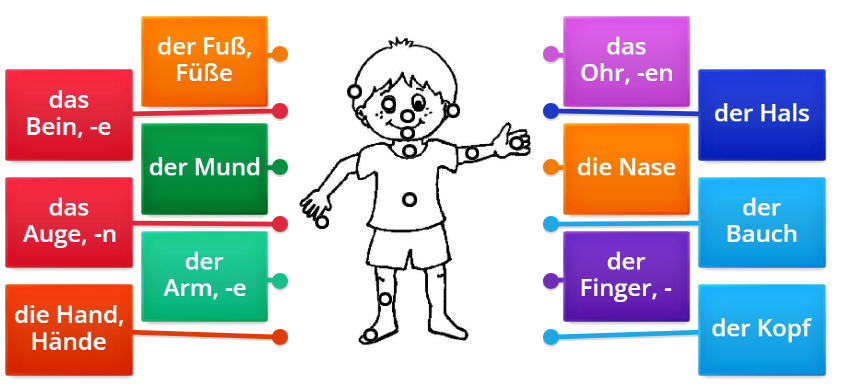 der Fuß,
Füße
das
Bein, -e
der Mund
das
Auge, -n
der
Arm, -e
die Hand,
Hände
das
Ohr, -en
der Hals
die Nase
der
Bauch
der
Finger, -
der Kopf